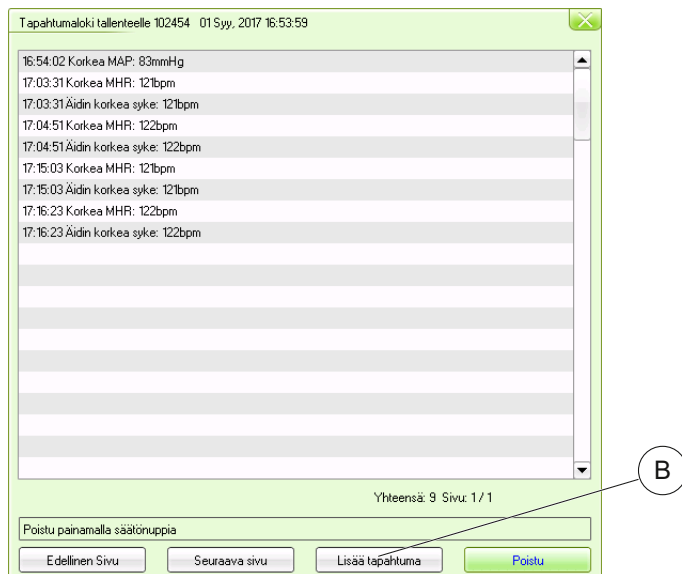 Tapahtumaloki tallenteelle 102454 01 Syy, 2017 16:53:59
16:54:02 Korkea MAP: 83mmHg
17:03:31 Korkea MHR: 121bpm
17:03:31 Äidin korkea syke: 121bpm
17:04:51 Korkea MHR: 122bpm
17:04:51 Äidin korkea syke: 122bpm
17:15:03 Korkea MHR: 121bpm
17:15:03 Äidin korkea syke: 121bpm
17:16:23 Korkea MHR: 122bpm
17:16:23 Äidin korkea syke: 122bpm
B
Yhteensä: 9 Sivu: 1 / 1
Poistu painamalla säätönuppia
Edellinen Sivu Seuraava sivu Lisää tapahtuma Poistu